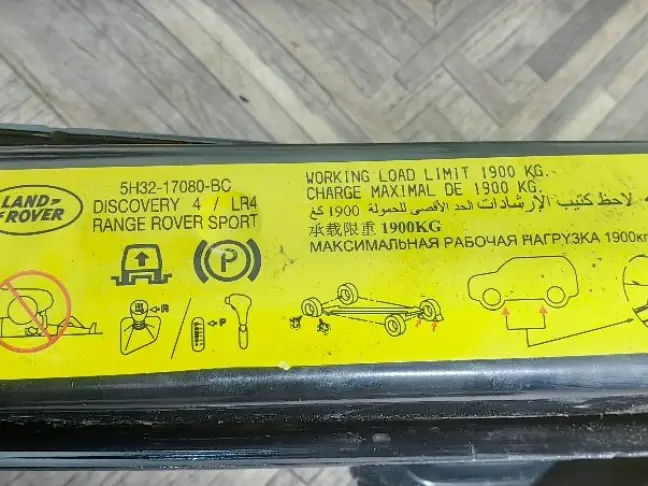 LAND-
ROVER
5H32-17080-BC
DISCOVERY 4 / LR4
RANGE ROVER SPORT
P
R
P
WORKING LOAD LIMIT 1900 KG.
CHARGE MAXIMAL DE 1900 KG.
لاحظ كتيب الإرشادات الحد الأقصى للحمولة 1900 كغ
承载限重 1900KG
МАКСИМАЛЬНАЯ РАБОЧАЯ НАГРУЗКА 1900кг